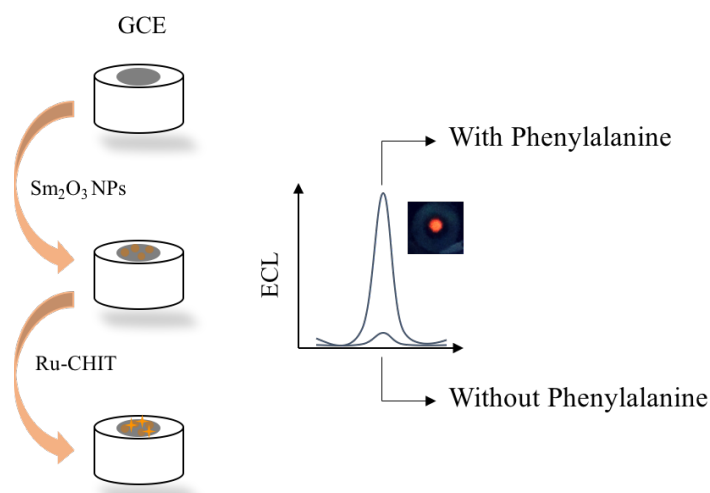 GCE
Sm₂O₃ NPs
Ru-CHIT
With Phenylalanine
ECL
Without Phenylalanine